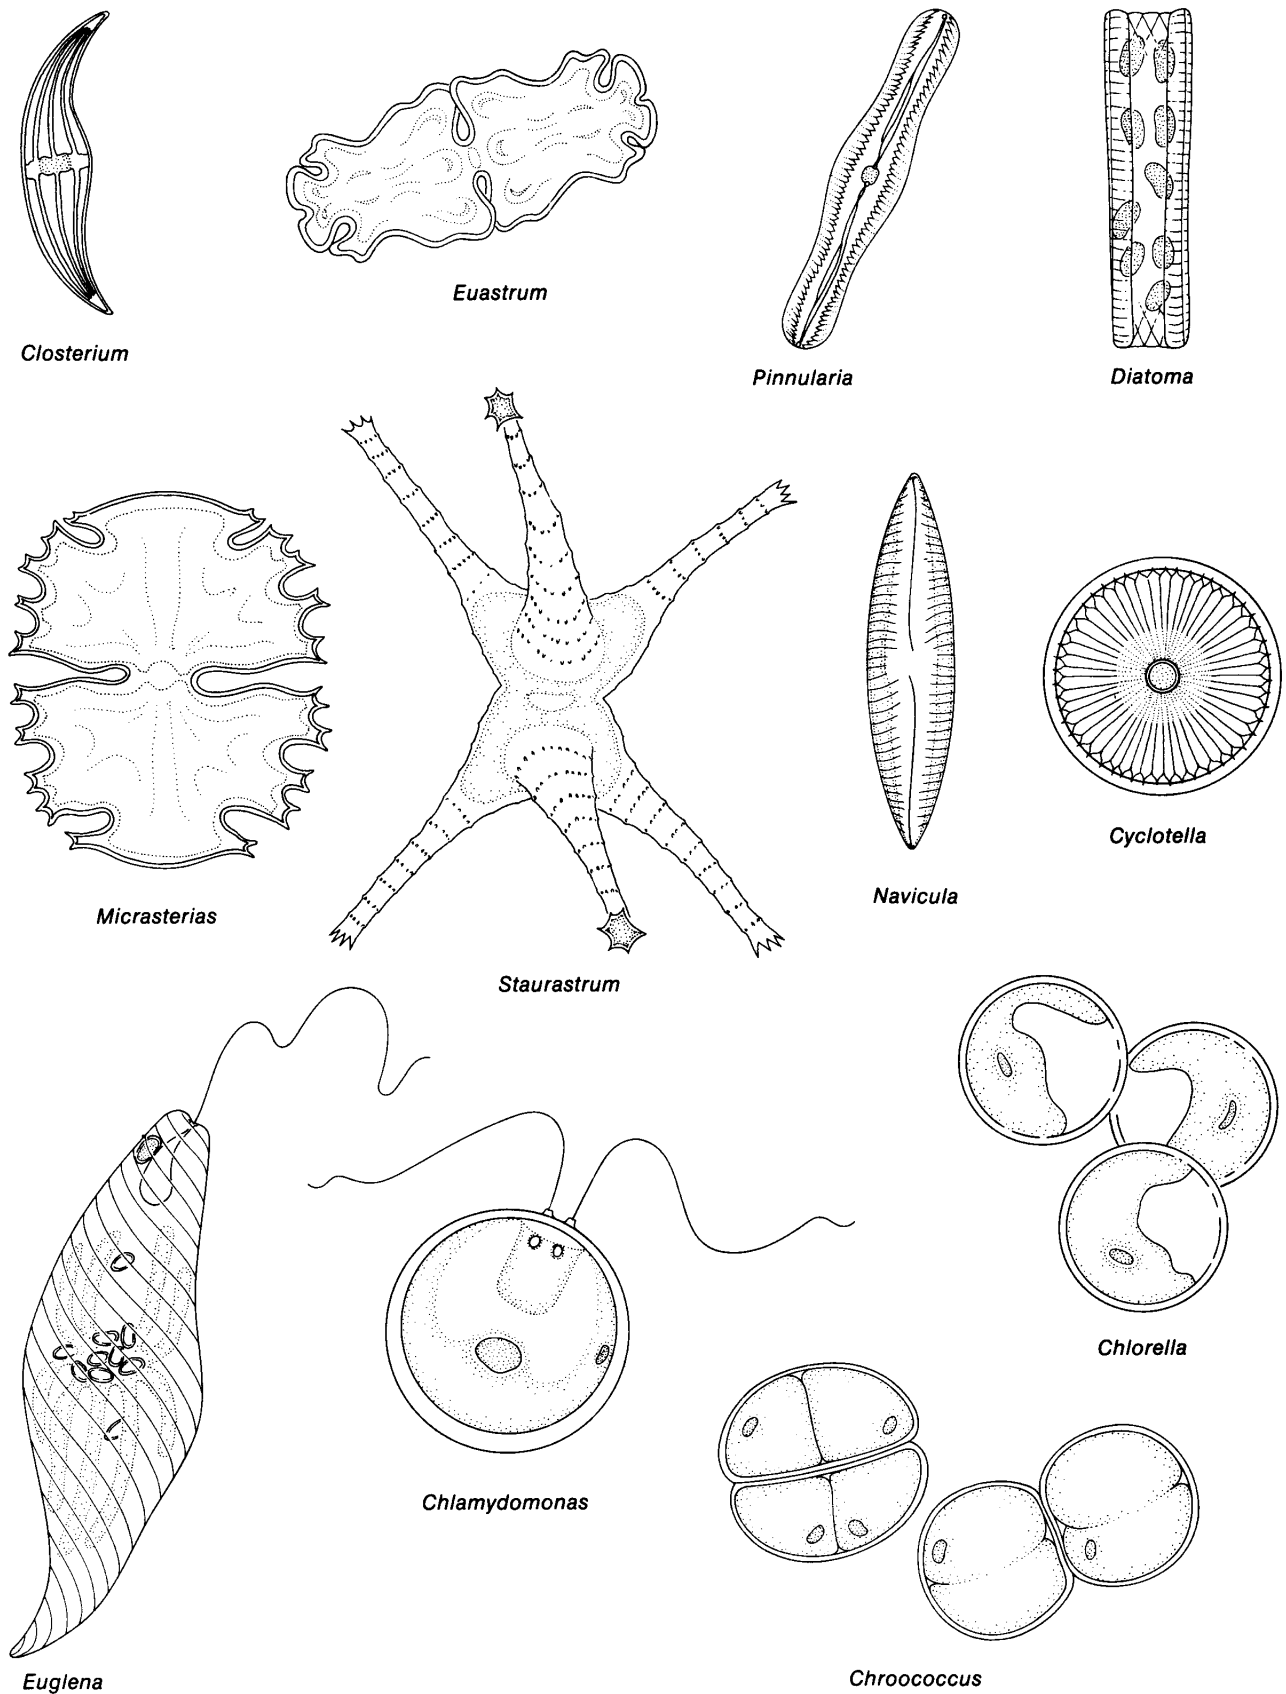 Closterium
Euastrum
Pinnularia
Diatoma
Micrasterias
Staurastrum
Navicula
Cyclotella
Euglena
Chlamydomonas
Chlorella
Chroococcus